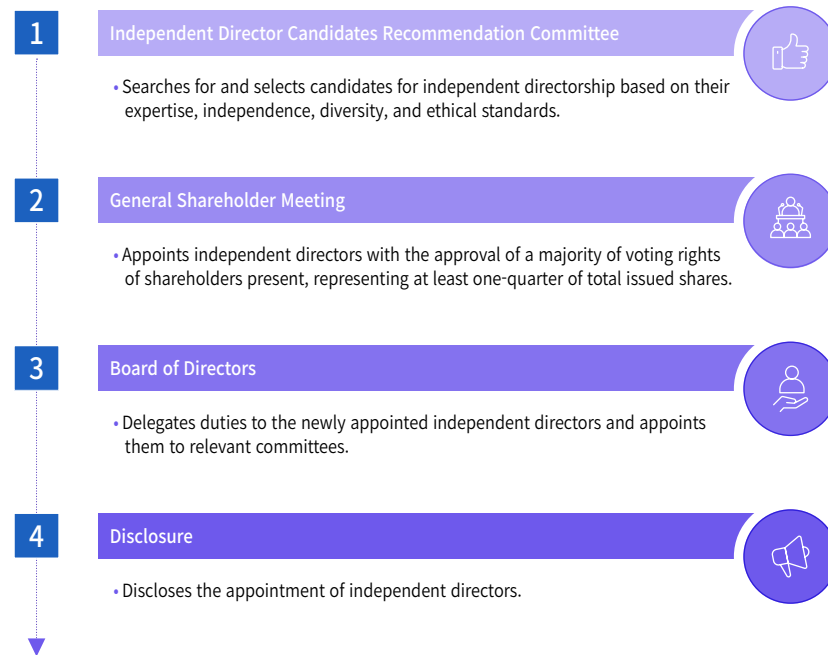 1
Independent Director Candidates Recommendation Committee
• Searches for and selects candidates for independent directorship based on their
expertise, independence, diversity, and ethical standards.
2
General Shareholder Meeting
• Appoints independent directors with the approval of a majority of voting rights
of shareholders present, representing at least one-quarter of total issued shares.
3
Board of Directors
• Delegates duties to the newly appointed independent directors and appoints
them to relevant committees.
4
Disclosure
• Discloses the appointment of independent directors.